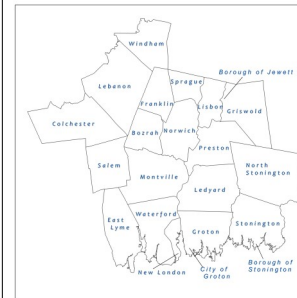 Windham
Borough of Jewett
Sprague
Lebanon
Franklin
Lisbon
Griswold
Colchester
Bozrah
Norwich
Preston
Salem
North
Stonington
Montville
Ledyard
Waterford
East
Lyme
Stonington
Groton
New London
City of
Groton
Borough of
Stonington